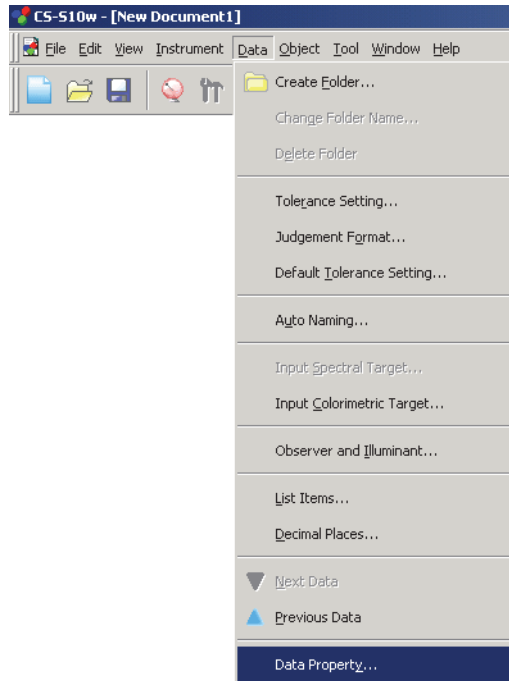 CS-S10w - [New Document1]
File Edit View Instrument Data Object Tool Window Help
Create Folder...
Change Folder Name...
Delete Folder
Tolerance Setting...
Judgement Format...
Default Tolerance Setting...
Auto Naming...
Input Spectral Target...
Input Colorimetric Target...
Observer and Illuminant...
List Items...
Decimal Places...
Next Data
Previous Data
Data Property...